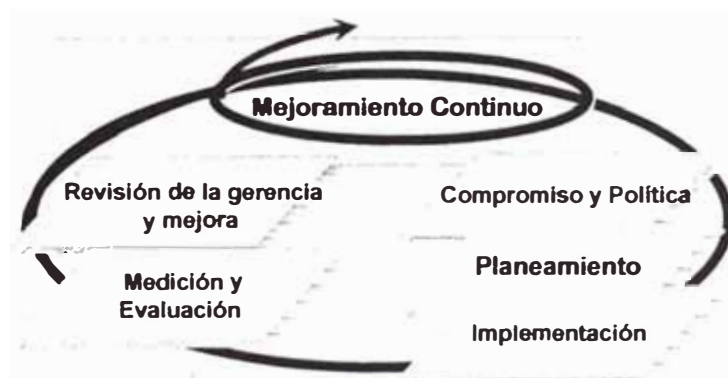 Mejoramiento Continuo
Revisión de la gerencia
y mejora
Compromiso y Política
Planeamiento
Medición y
Evaluación
Implementación